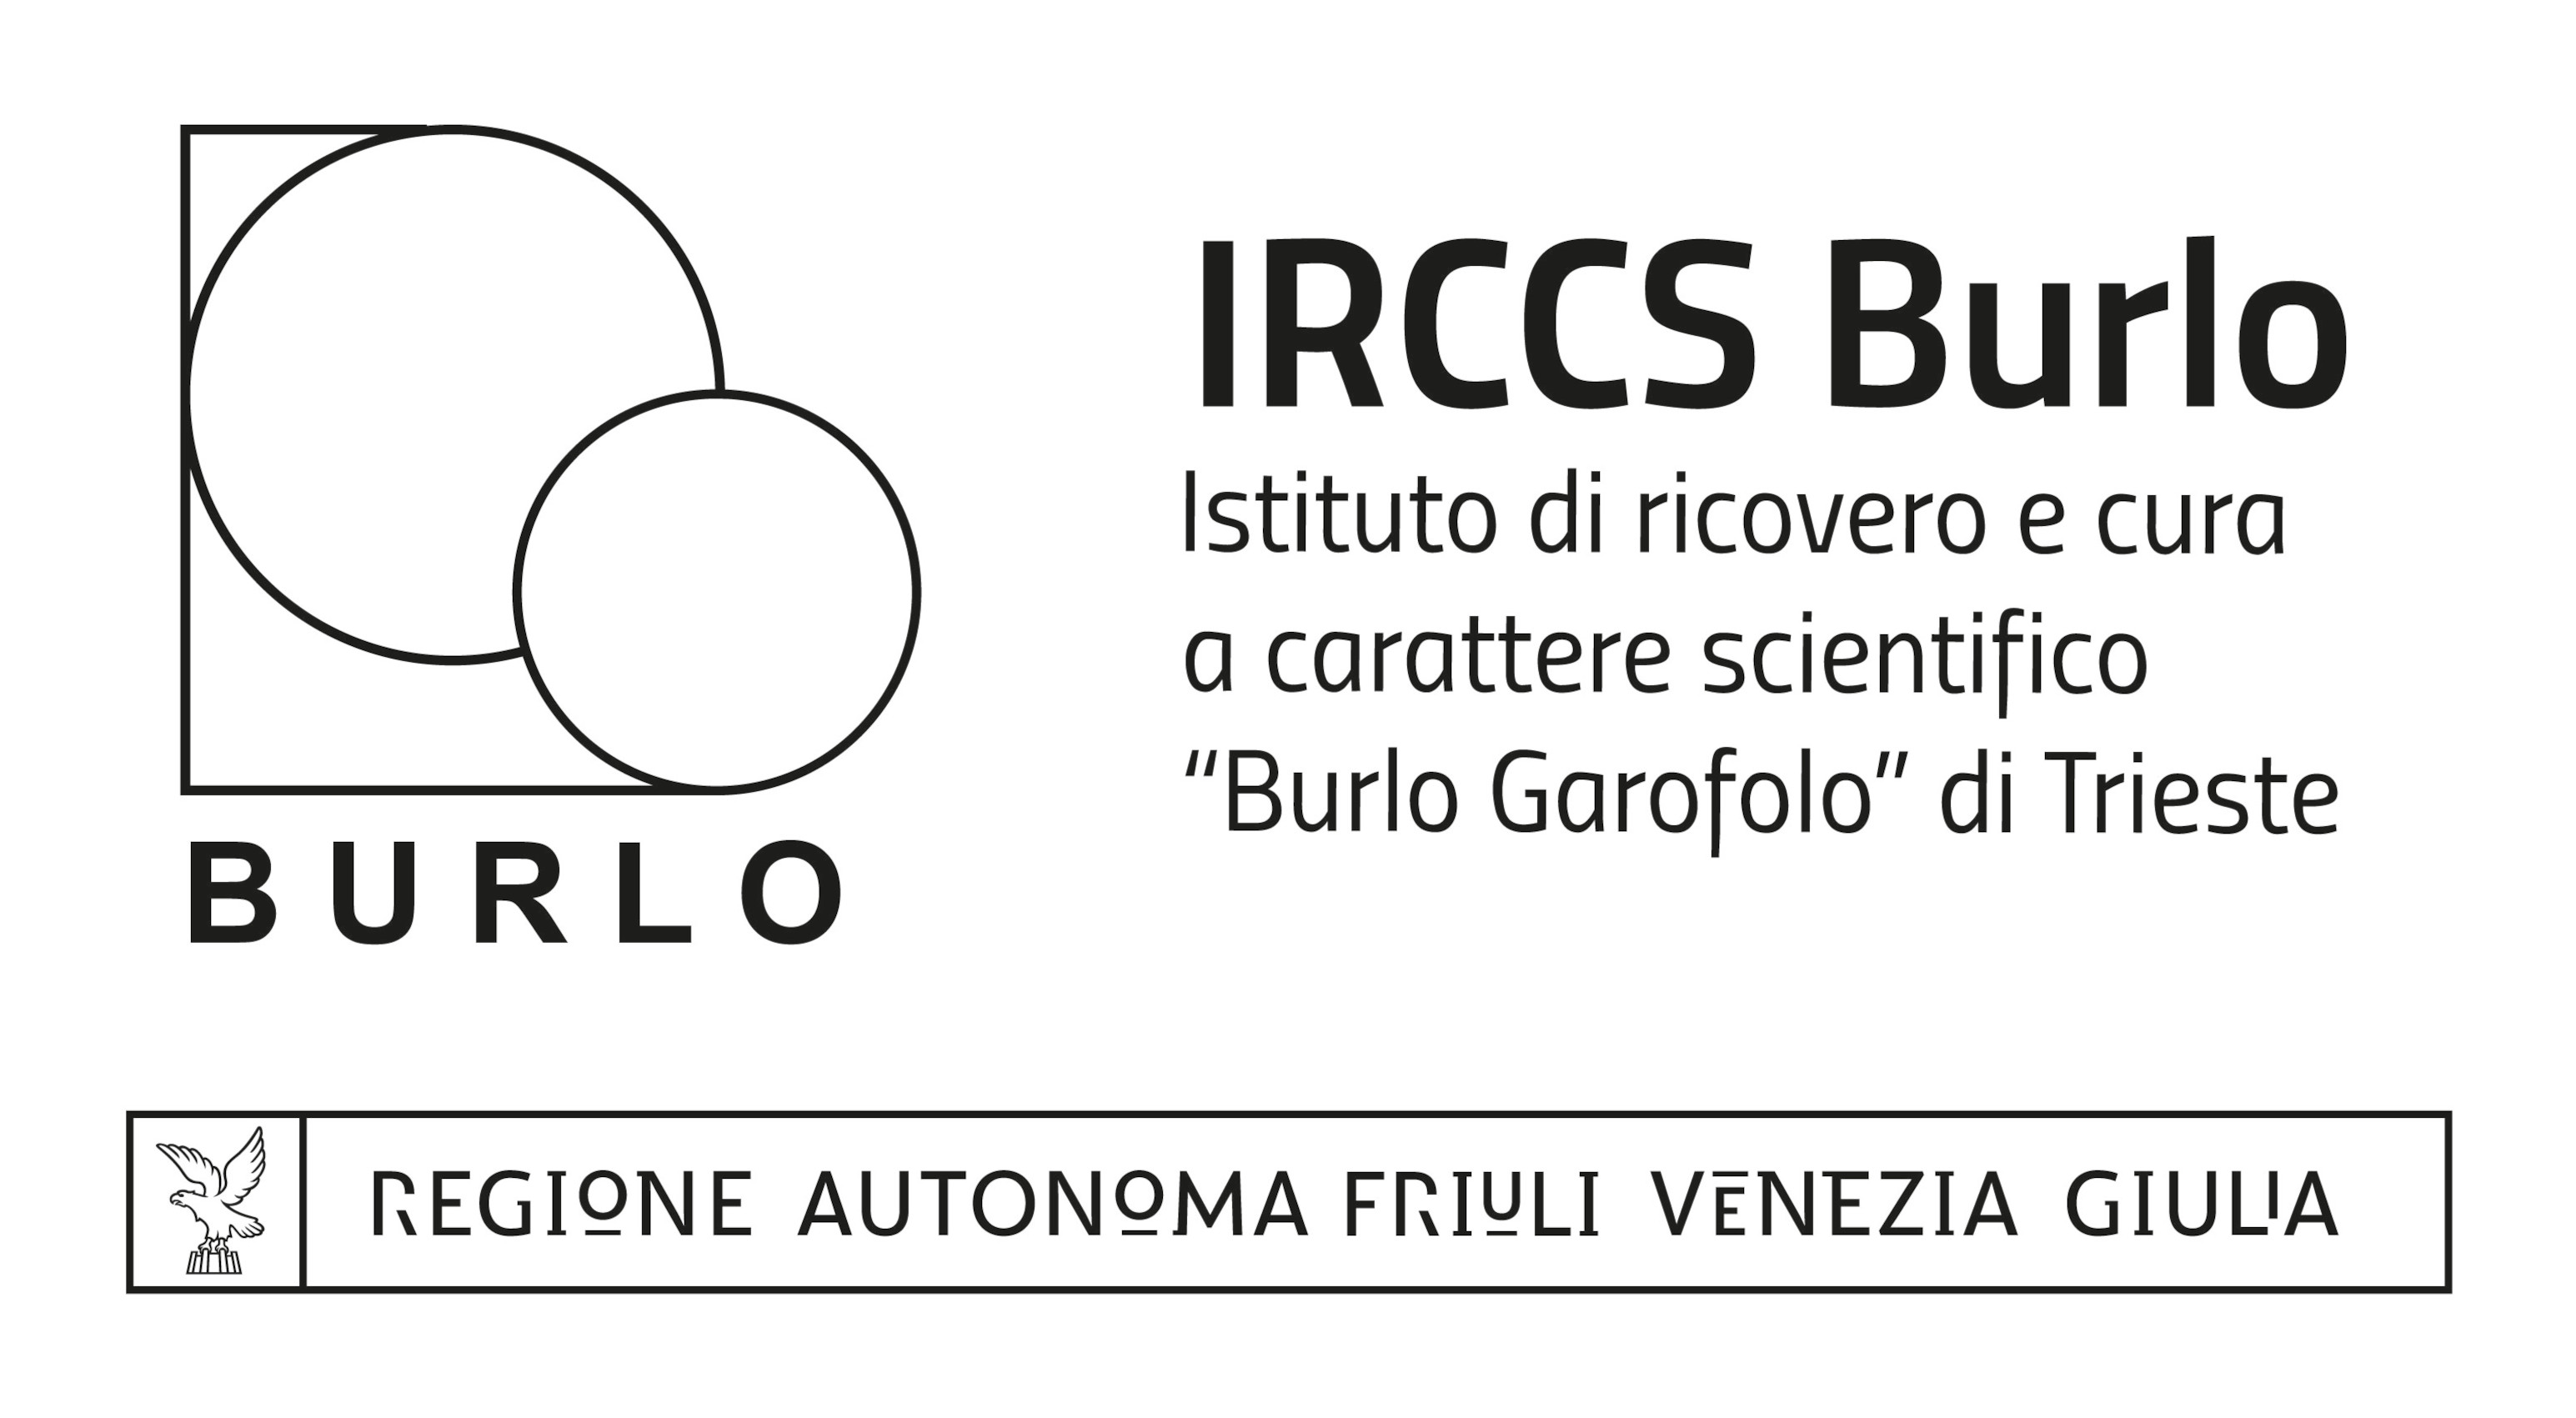 BURLO
IRCCS Burlo
Istituto di ricovero e cura
a carattere scientifico
“Burlo Garofolo” di Trieste
REGIONE AUTONOMA FRIULI VENEZIA GIULIA